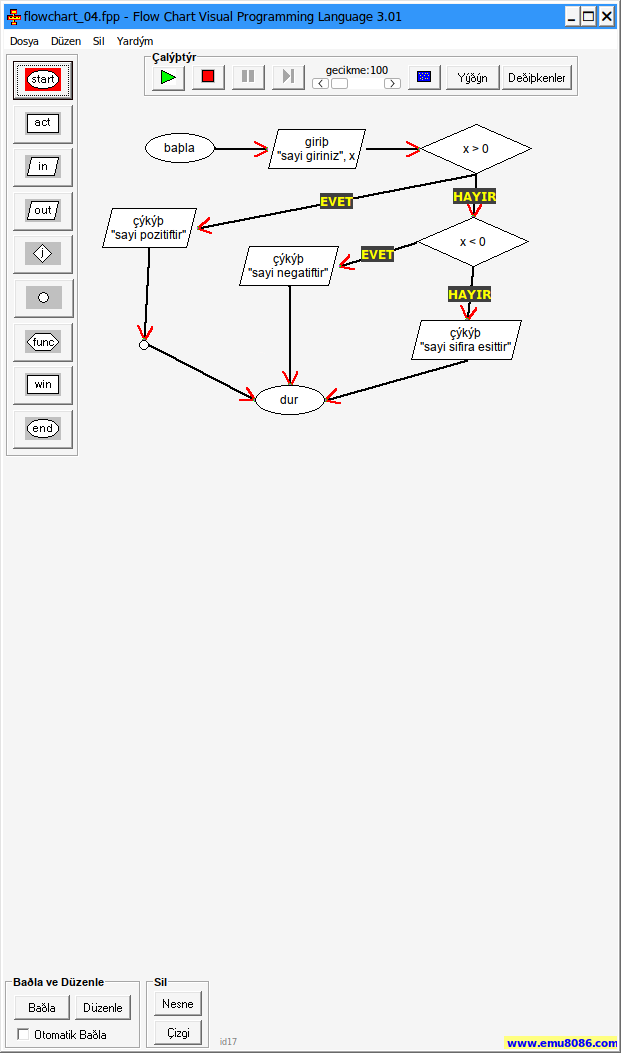 flowchart_04.fpp - Flow Chart Visual Programming Language 3.01
Dosya Düzen Sil Yardým
Çalýþtýr
gecikme:100
Yýðýn
Deðiþkenler
start
act
in
out
i
func
win
end
baþla
giriþ
"sayi giriniz", x
x > 0
EVET
HAYIR
çýkýþ
"sayi pozitiftir"
x < 0
EVET
çýkýþ
"sayi negatiftir"
HAYIR
çýkýþ
"sayi sifira esittir"
dur
Baðla ve Düzenle
Baðla
Düzenle
Otomatik Baðla
Sil
Nesne
Çizgi
id17
www.emu8086.com